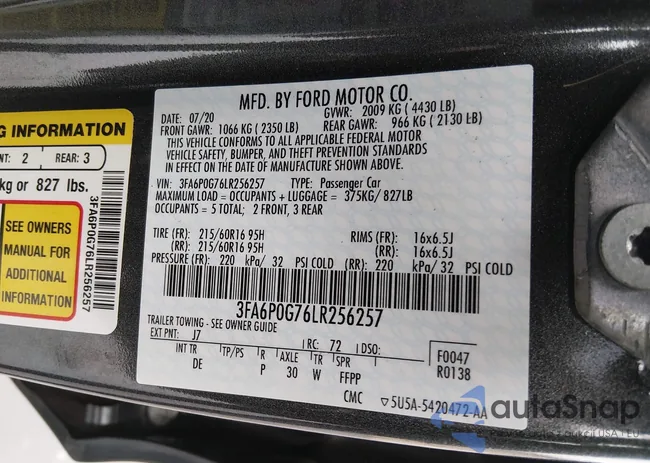 MFD. BY FORD MOTOR CO.
DATE: 07/20 GVWR: 2009 KG (4430 LB)
FRONT GAWR: 1066 KG (2350 LB) REAR GAWR: 966 KG (2130 LB)
THIS VEHICLE CONFORMS TO ALL APPLICABLE FEDERAL MOTOR
VEHICLE SAFETY, BUMPER, AND THEFT PREVENTION STANDARDS
IN EFFECT ON THE DATE OF MANUFACTURE SHOWN ABOVE.
VIN: 3FA6P0G76LR256257 TYPE: Passenger Car
MAXIMUM LOAD = OCCUPANTS + LUGGAGE = 375KG/827LB
OCCUPANTS = 5 TOTAL; 2 FRONT, 3 REAR
TIRE (FR): 215/60R16 95H RIMS (FR): 16x6.5J
(RR): 215/60R16 95H (RR): 16x6.5J
PRESSURE (FR): 220 kPa/ 32 PSI COLD (RR): 220 kPa/ 32 PSI COLD
3FA6P0G76LR256257
TRAILER TOWING - SEE OWNER GUIDE
EXT PNT: J7 RC: 72 DSO:
INT TR TP/PS R AXLE TR SPR F0047
DE P 30 W FFPP R0138
CMC ▽5U5A-5420472-AA
G INFORMATION
NT: 2 REAR: 3
kg or 827 lbs.
SEE OWNERS
MANUAL FOR
ADDITIONAL
INFORMATION
3FA6P0G76LR256257
autoSnap